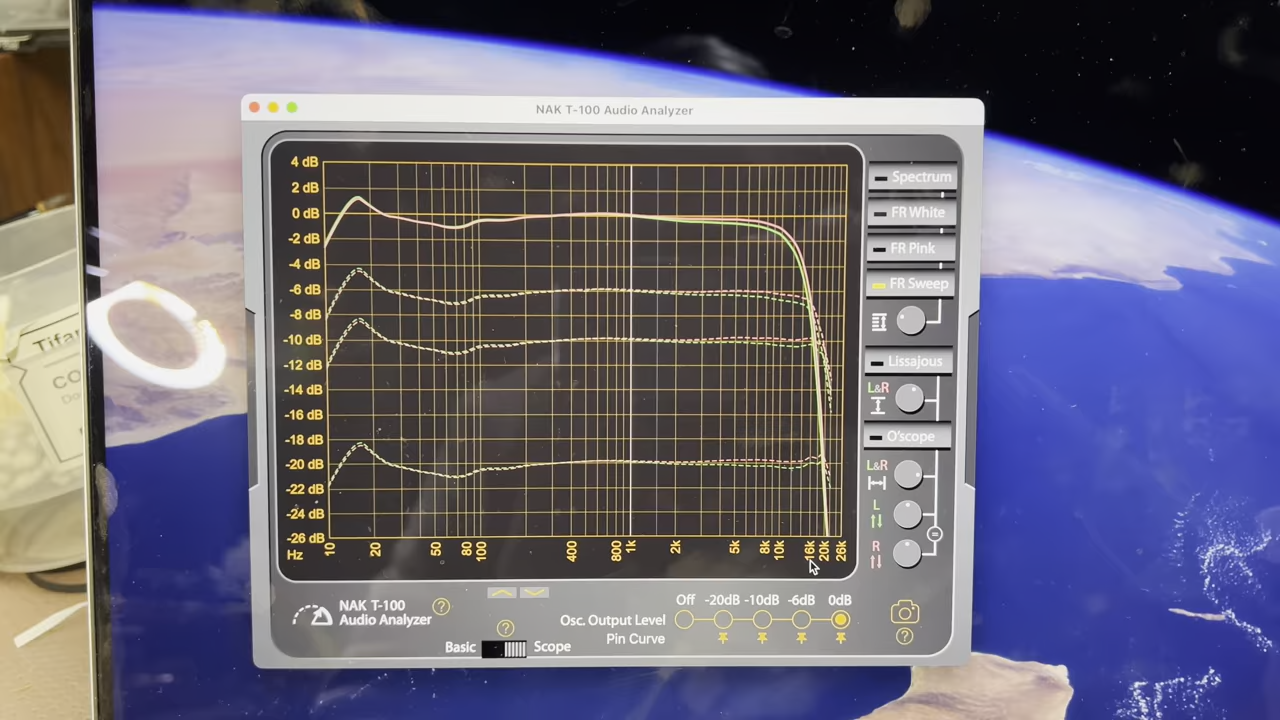 NAK T-100 Audio Analyzer
4 dB
2 dB
0 dB
-2 dB
-4 dB
-6 dB
-8 dB
-10 dB
-12 dB
-14 dB
-16 dB
-18 dB
-20 dB
-22 dB
-24 dB
-26 dB
Hz 10 20 50 80 100 400 800 1k 2k 5k 8k 10k 16k 20k 26k
Spectrum
FR White
FR Pink
FR Sweep
Lissajous
L&R
O'scope
L&R
L
R
NAK T-100
Audio Analyzer
?
?
Basic
Scope
Off -20dB -10dB -6dB 0dB
Osc. Output Level
Pin Curve
?
Tifa
CO
Do